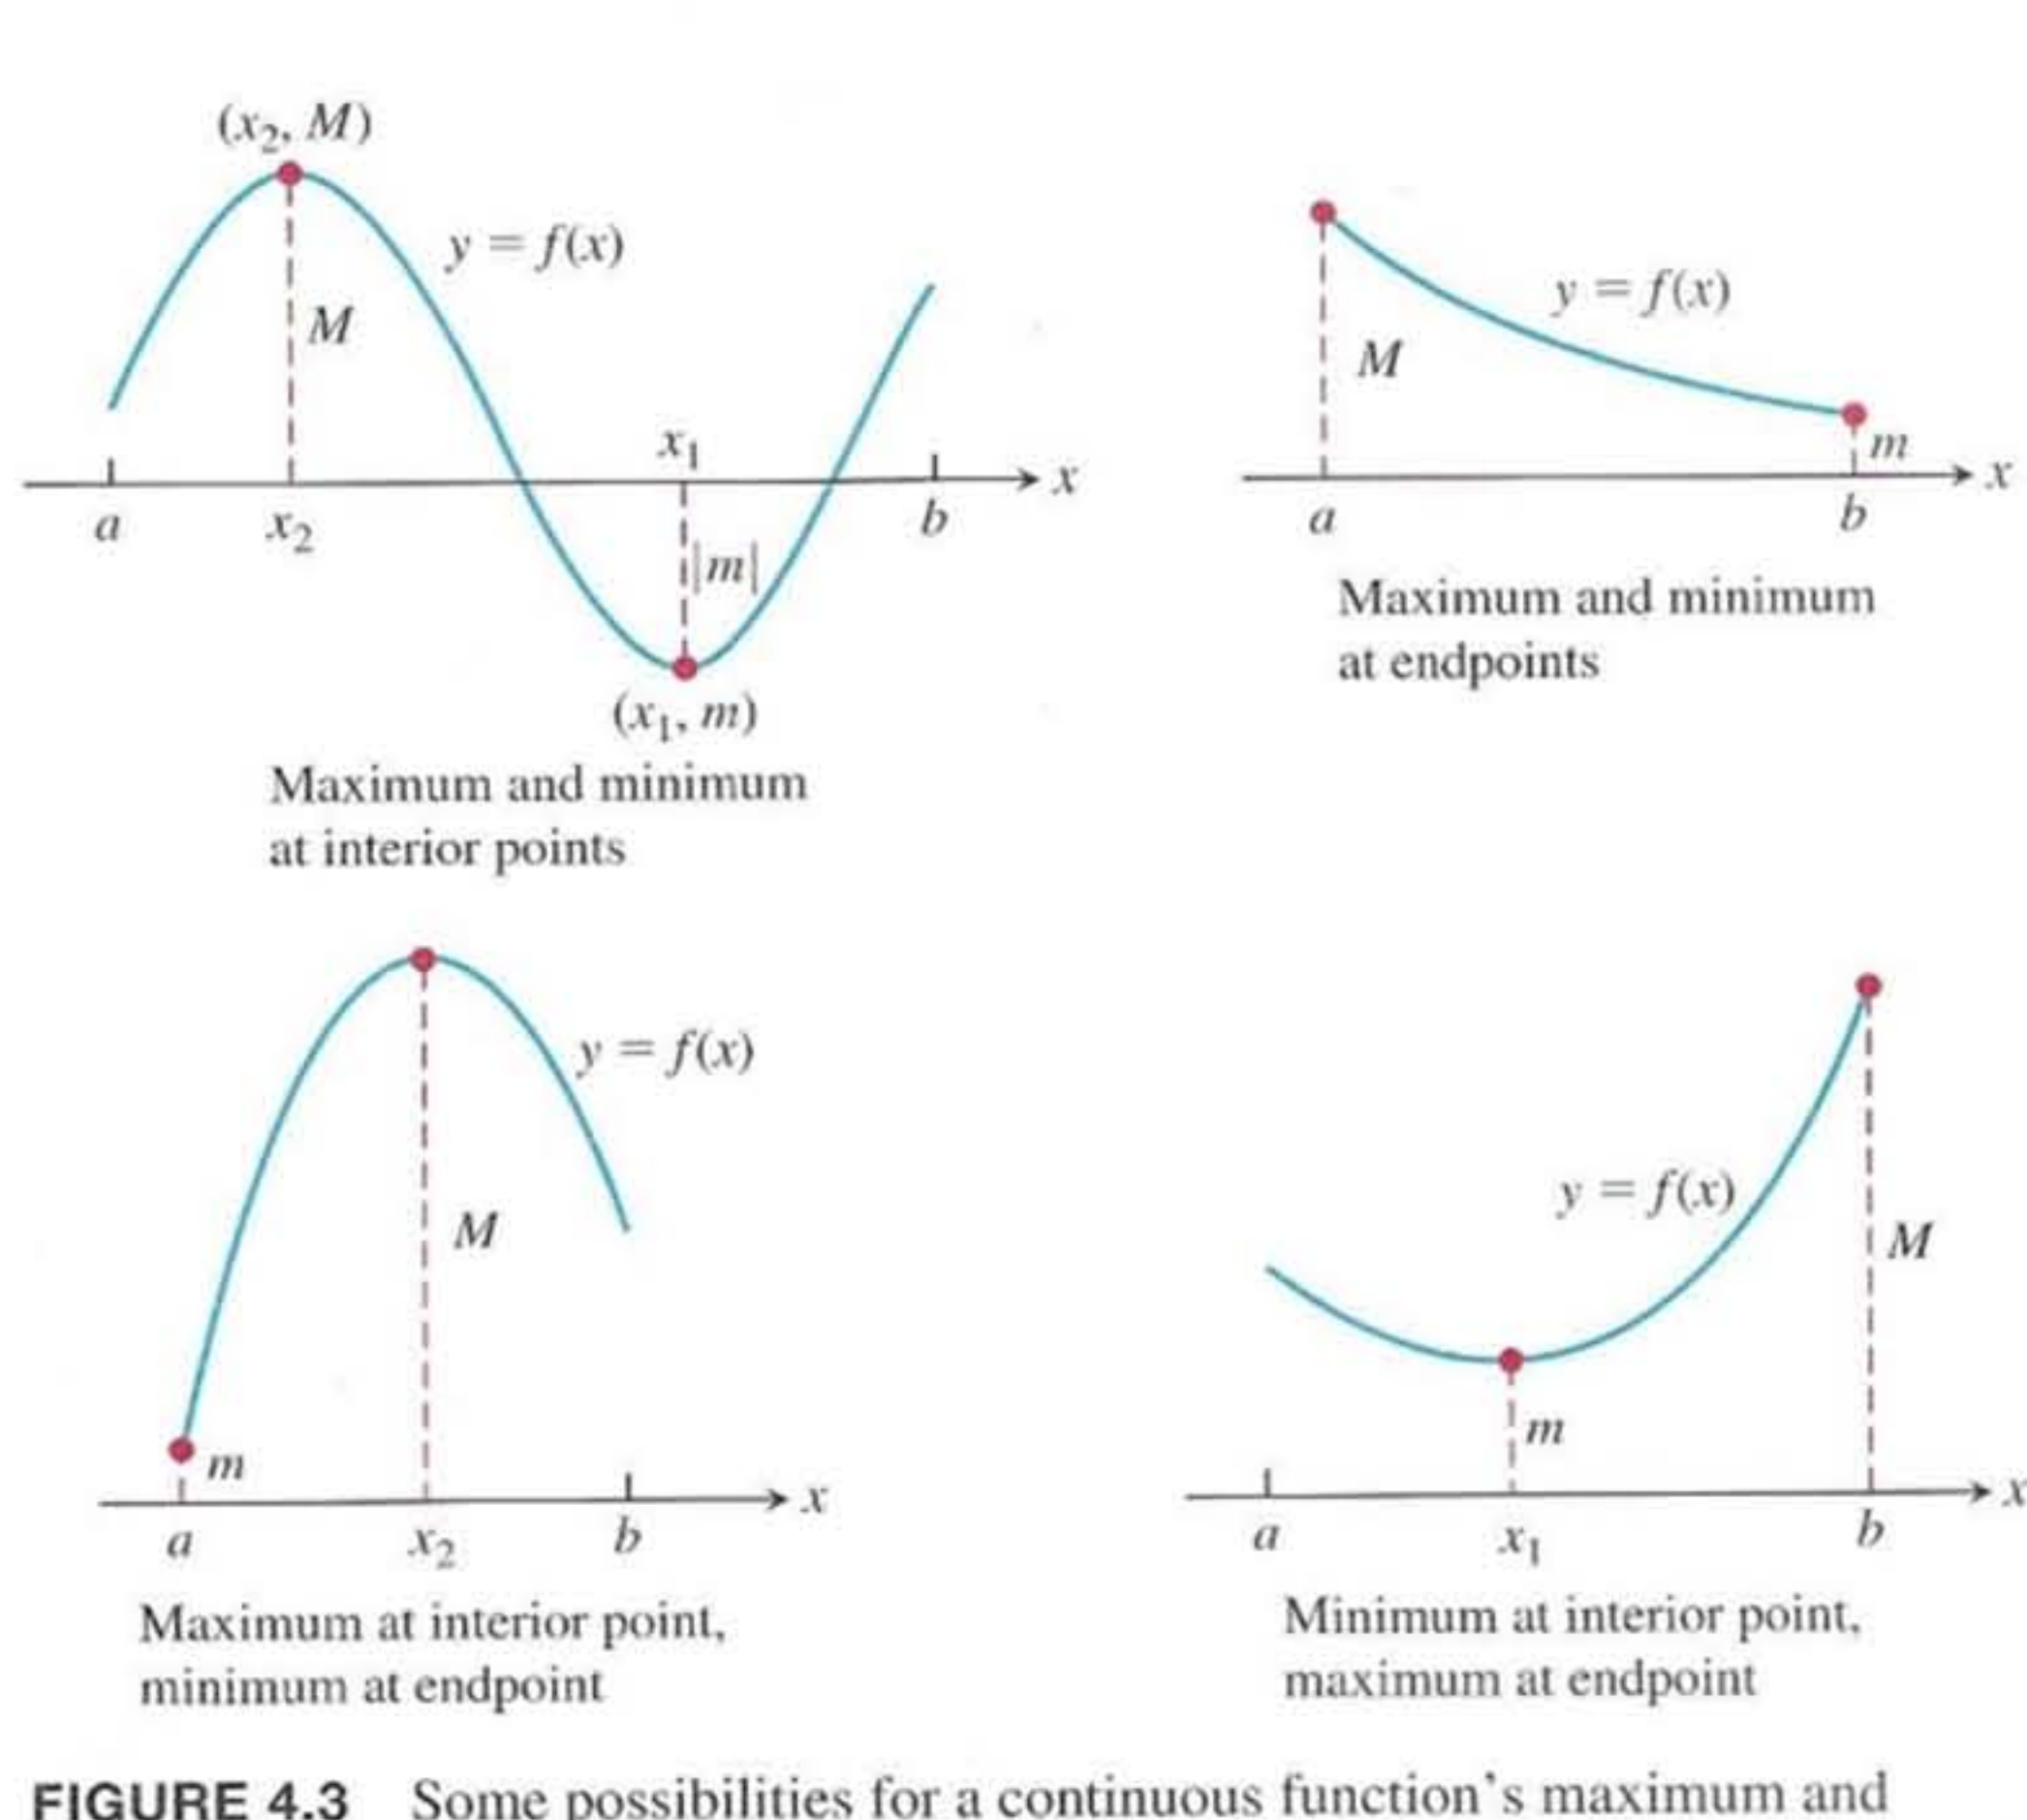 (x₂, M)
y = f(x)
M
x₁
x
a
x₂
b
|m|
(x₁, m)
Maximum and minimum
at interior points
y = f(x)
M
m
x
a
b
Maximum and minimum
at endpoints
y = f(x)
M
m
x
a
x₂
b
Maximum at interior point,
minimum at endpoint
y = f(x)
M
m
x
a
x₁
b
Minimum at interior point,
maximum at endpoint
FIGURE 4.3 Some possibilities for a continuous function's maximum and